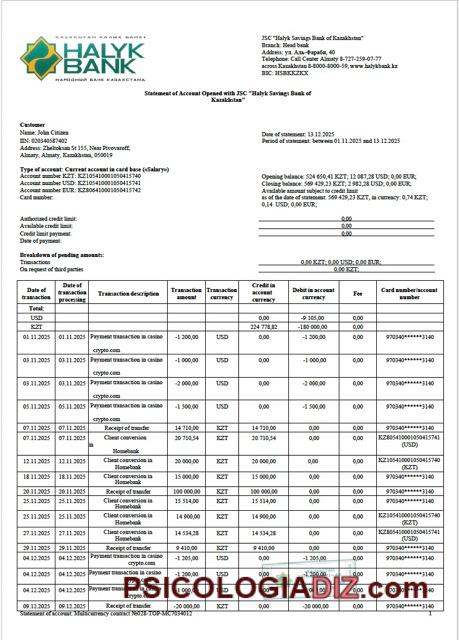 HALYK
BANK
НАРОДНЫЙ БАНК КАЗАХСТАНА
JSC "Halyk Savings Bank of Kazakhstan"
Branch: Head bank
Address: ул. Аль-Фараби, 40
Telephone: Call Center Almaty 8-727-259-07-77
across Kazakhstan 8-8000-8000-59, www.halykbank.kz
BIC: HSBKKZKX
Statement of Account Opened with JSC "Halyk Savings Bank of
Kazakhstan"
Customer
Name: John Citizen
IIN: 020340587402
Address: Zheltoksan St 155, Near Pivovaroff,
Almaty, Almaty, Kazakhstan, 050019
Date of statement: 13.12.2025
Period of statement: between 01.11.2025 and 13.12.2025
Type of account: Current account in card base («Salary»)
Account number KZT: KZ105410001050415740
Account number USD: KZ105410001050415741
Account number EUR: KZ806410001050415742
Card number:
Opening balance: 524 650,41 KZT; 12 087,28 USD; 0,00 EUR;
Closing balance: 569 429,23 KZT; 2 982,28 USD; 0,00 EUR;
Available amount subject to credit limit
as of the date of statement: 569 429,23 KZT, in currency: 0,74 KZT;
0,14 USD; 0,00 EUR;
Authorized credit limit: 0,00
Available credit limit: 0,00
Credit limit payment: 0,00
Date of payment:
Breakdown of pending amounts:
Transactions 0,00 KZT; 0,00 USD; 0,00 EUR;
On request of third parties 0,00 KZT;
Date of transaction Date of transaction processing Transaction description Transaction amount Transaction currency Credit in account currency Debit in account currency Fee Card number/account number
Total:
USD 0,00 -9 105,00 0,00
KZT 224 778,82 -180 000,00 0,00
01.11.2025 01.11.2025 Payment transaction in casino crypto.com -1 200,00 USD 0,00 -1 200,00 0,00 970340******3140
03.11.2025 03.11.2025 Payment transaction in casino crypto.com -1 000,00 USD 0,00 -1 000,00 0,00 970340******3140
03.11.2025 03.11.2025 Payment transaction in casino crypto.com -2 000,00 USD 0,00 -2 000,00 0,00 970340******3140
05.11.2025 05.11.2025 Payment transaction in casino crypto.com -1 500,00 USD 0,00 -1 500,00 0,00 970340******3140
07.11.2025 07.11.2025 Receipt of transfer 14 710,00 KZT 14 710,00 0,00 0,00 970340******3140
07.11.2025 07.11.2025 Client conversion in Homebank 20 710,54 KZT 20 710,54 0,00 0,00 KZ805410001050415741 (USD)
12.11.2025 12.11.2025 Client conversion in Homebank 20 000,00 KZT 20 000,00 0,00 0,00 KZ105410001050415740 (KZT)
18.11.2025 18.11.2025 Client conversion in Homebank 15 000,00 KZT 15 000,00 0,00 0,00 970340******3140
20.11.2025 20.11.2025 Receipt of transfer 100 000,00 KZT 100 000,00 0,00 0,00 970340******3140
25.11.2025 25.11.2025 Client conversion in Homebank 15 514,00 KZT 15 514,00 0,00 0,00 970340******3140
25.11.2025 25.11.2025 Client conversion in Homebank 14 900,00 KZT 14 900,00 0,00 0,00 KZ105410001050415740 (KZT)
27.11.2025 27.11.2025 Client conversion in Homebank 14 534,28 KZT 14 534,28 0,00 0,00 KZ805410001050415741 (USD)
29.11.2025 29.11.2025 Receipt of transfer 9 410,00 KZT 9 410,00 0,00 0,00 970340******3140
04.12.2025 04.12.2025 Payment transaction in casino crypto.com -1 205,00 USD 0,00 -1 205,00 0,00 970340******3140
04.12.2025 04.12.2025 Payment transaction in casino -1 200,00 USD 0,00 -1 200,00 0,00 970340******3140
04.12.2025 04.12.2025 -1 000,00 0,00
09.12.2025 09.12.2025 Receipt of transfer -20 000,00 KZT 0,00 -20 000,00 0,00 970340******3140
PSICOLOGIADIZ.com
Statement of account: Multicurrency contract №028-TOP-MC7034012 1